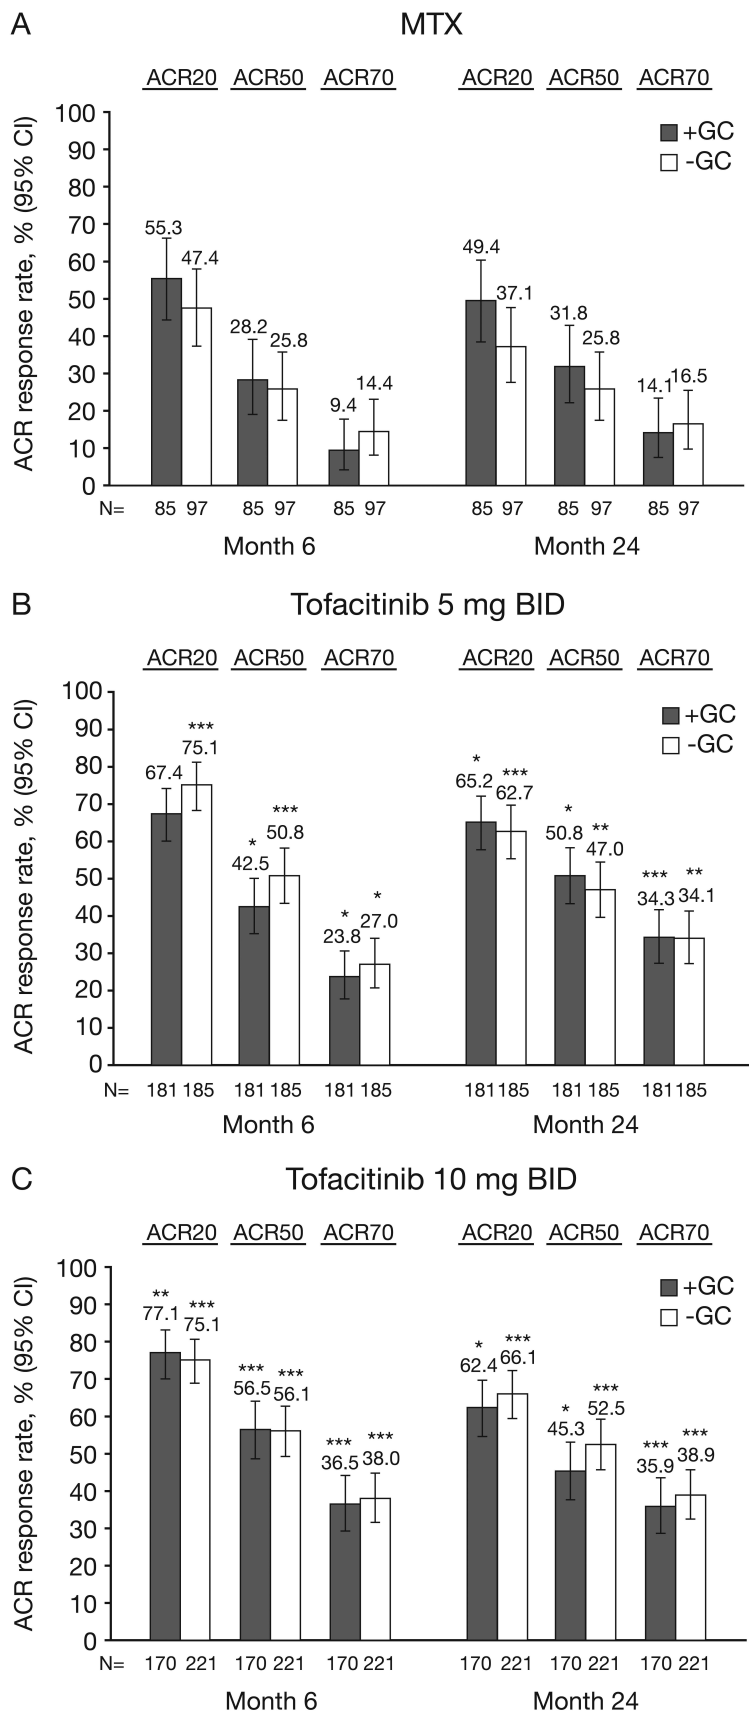 A MTX
ACR20 ACR50 ACR70 ACR20 ACR50 ACR70
ACR response rate, % (95% CI)
100
90
80
70
60
50
40
30
20
10
0
+GC
-GC
55.3 47.4 28.2 25.8 9.4 14.4 49.4 37.1 31.8 25.8 14.1 16.5
N= 85 97 85 97 85 97 85 97 85 97 85 97
Month 6 Month 24
B Tofacitinib 5 mg BID
ACR20 ACR50 ACR70 ACR20 ACR50 ACR70
ACR response rate, % (95% CI)
100
90
80
70
60
50
40
30
20
10
0
+GC
-GC
*** * *** * * * *** * ** *** **
67.4 75.1 42.5 50.8 23.8 27.0 65.2 62.7 50.8 47.0 34.3 34.1
N= 181 185 181 185 181 185 181 185 181 185 181 185
Month 6 Month 24
C Tofacitinib 10 mg BID
ACR20 ACR50 ACR70 ACR20 ACR50 ACR70
ACR response rate, % (95% CI)
100
90
80
70
60
50
40
30
20
10
0
+GC
-GC
** *** *** *** *** *** * *** * *** *** ***
77.1 75.1 56.5 56.1 36.5 38.0 62.4 66.1 45.3 52.5 35.9 38.9
N= 170 221 170 221 170 221 170 221 170 221 170 221
Month 6 Month 24